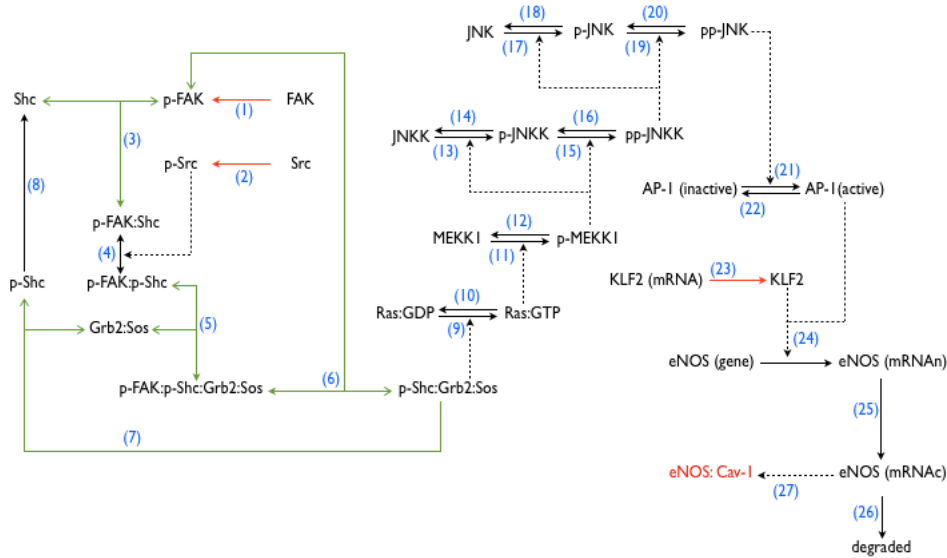 (18) (20)
JNK p-JNK pp-JNK
(17) (19)
Shc p-FAK FAK
(1)
(14) (16)
JNKK p-JNKK pp-JNKK
(13) (15)
(3)
p-Src Src
(2)
(8)
(21)
AP-1 (inactive) AP-1(active)
(22)
p-FAK:Shc
(12)
MEKK1 p-MEKK1
(11)
(4)
p-Shc p-FAK:p-Shc
(23)
KLF2 (mRNA) KLF2
(10)
Ras:GDP Ras:GTP
(9)
Grb2:Sos (5)
(24)
eNOS (gene) eNOS (mRNAn)
(6)
p-FAK:p-Shc:Grb2:Sos p-Shc:Grb2:Sos
(25)
(7)
eNOS: Cav-1 eNOS (mRNAc)
(27)
(26)
degraded